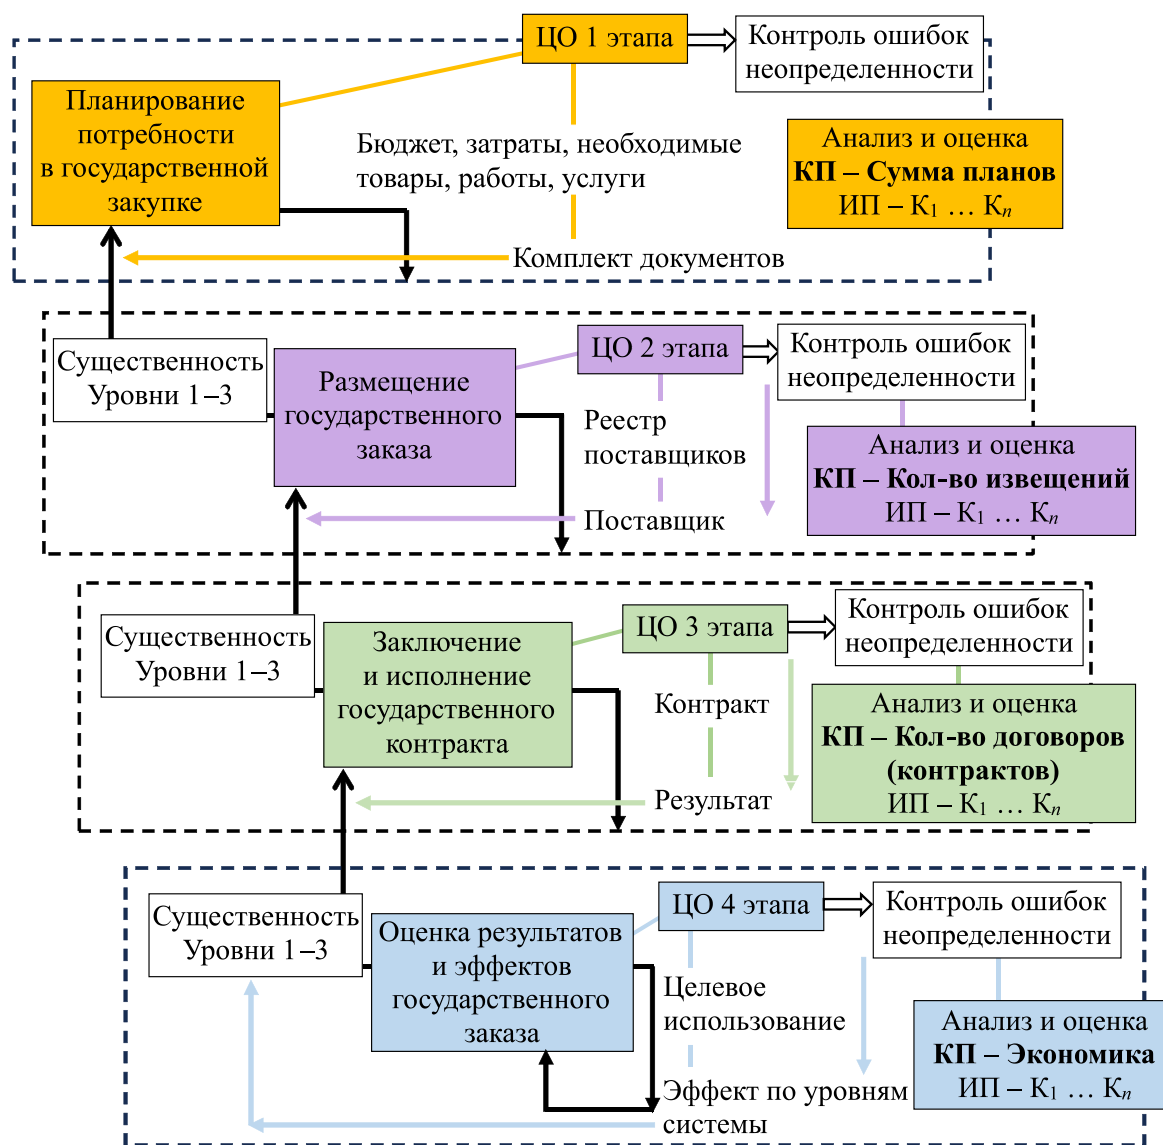 ЦО 1 этапа
Контроль ошибок
неопределенности
Планирование
потребности
в государственной
закупке
Бюджет, затраты, необходимые
товары, работы, услуги
Анализ и оценка
КП – Сумма планов
ИП – К1 … Кn
Комплект документов
Существенность
Уровни 1–3
Размещение
государственного
заказа
ЦО 2 этапа
Контроль ошибок
неопределенности
Реестр
поставщиков
Анализ и оценка
КП – Кол-во извещений
ИП – К1 … Кn
Поставщик
Существенность
Уровни 1–3
Заключение
и исполнение
государственного
контракта
ЦО 3 этапа
Контроль ошибок
неопределенности
Контракт
Анализ и оценка
КП – Кол-во договоров
(контрактов)
ИП – К1 … Кn
Результат
Существенность
Уровни 1–3
Оценка результатов
и эффектов
государственного
заказа
ЦО 4 этапа
Контроль ошибок
неопределенности
Целевое
использование
Анализ и оценка
КП – Экономика
ИП – К1 … Кn
Эффект по уровням
системы